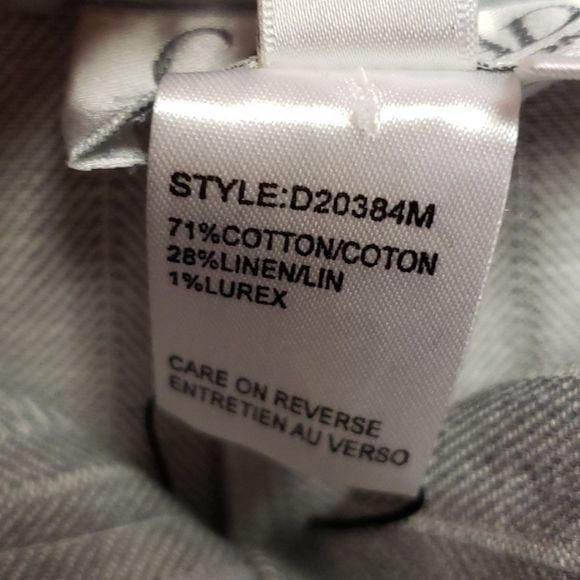 STYLE:D20384M
71%COTTON/COTON
28%LINEN/LIN
1%LUREX
CARE ON REVERSE
ENTRETIEN AU VERSO